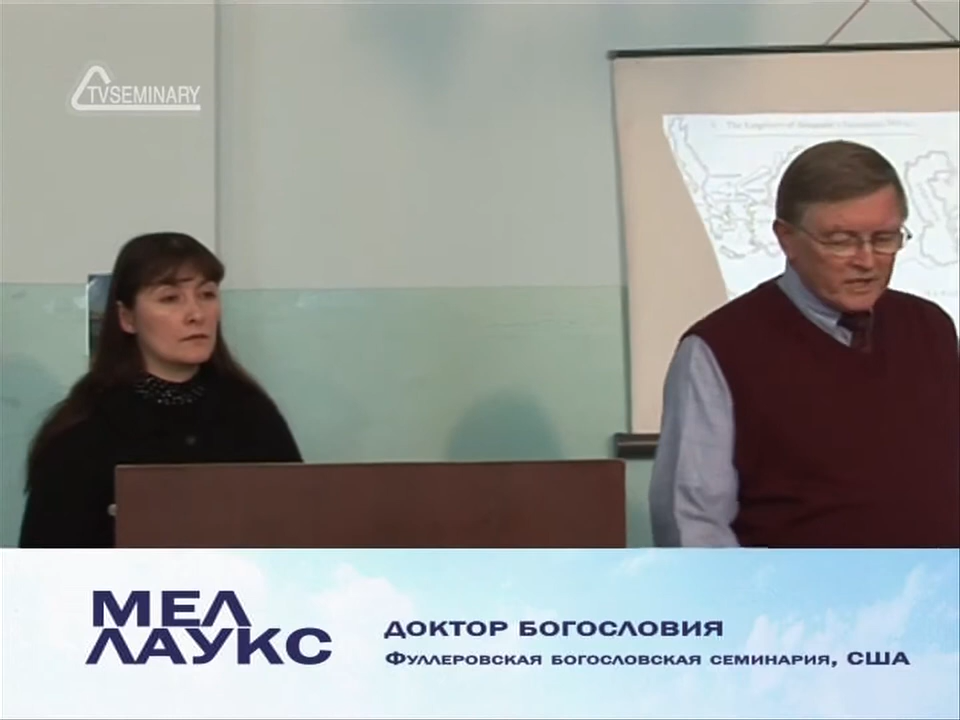 TVSEMINARY
МЕЛ
ЛАУКС
ДОКТОР БОГОСЛОВИЯ
Фуллеровская богословская семинария, США